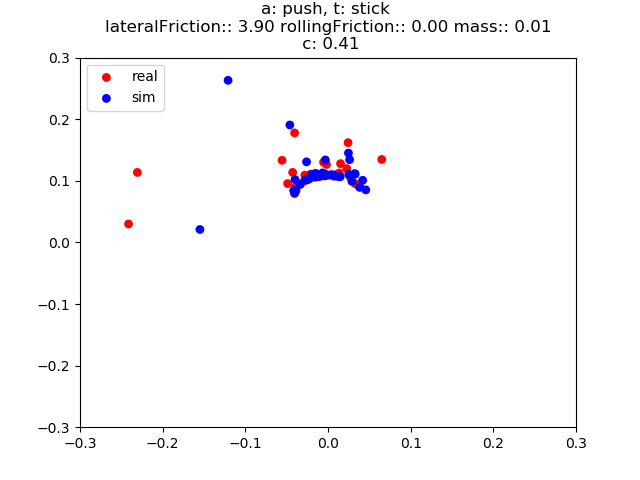 a: push, t: stick
lateralFriction:: 3.90 rollingFriction:: 0.00 mass:: 0.01
c: 0.41
real
sim
0.3
0.2
0.1
0.0
−0.1
−0.2
−0.3
−0.3 −0.2 −0.1 0.0 0.1 0.2 0.3